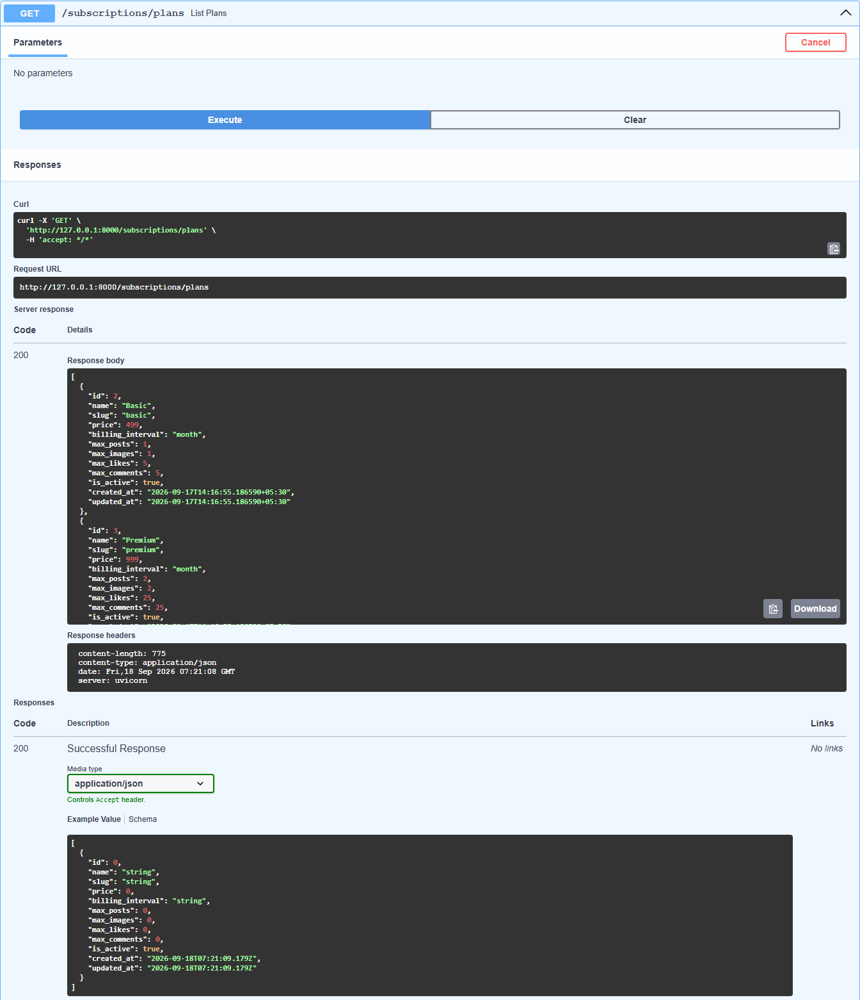 GET /subscriptions/plans List Plans
Parameters
Cancel
No parameters
Execute
Clear
Responses
Curl
curl -X 'GET' \
  'http://127.0.0.1:8000/subscriptions/plans' \
  -H 'accept: */*'
Request URL
http://127.0.0.1:8000/subscriptions/plans
Server response
Code Details
200
Response body
[
  {
    "id": 2,
    "name": "Basic",
    "slug": "basic",
    "price": 499,
    "billing_interval": "month",
    "max_posts": 1,
    "max_images": 1,
    "max_likes": 5,
    "max_comments": 5,
    "is_active": true,
    "created_at": "2026-09-17T14:16:55.186590+05:30",
    "updated_at": "2026-09-17T14:16:55.186590+05:30"
  },
  {
    "id": 3,
    "name": "Premium",
    "slug": "premium",
    "price": 999,
    "billing_interval": "month",
    "max_posts": 2,
    "max_images": 2,
    "max_likes": 25,
    "max_comments": 25,
    "is_active": true,
Download
Response headers
content-length: 775
content-type: application/json
date: Fri,18 Sep 2026 07:21:08 GMT
server: uvicorn
Responses
Code Description Links
200 Successful Response No links
Media type
application/json
Controls Accept header.
Example Value Schema
[
  {
    "id": 0,
    "name": "string",
    "slug": "string",
    "price": 0,
    "billing_interval": "string",
    "max_posts": 0,
    "max_images": 0,
    "max_likes": 0,
    "max_comments": 0,
    "is_active": true,
    "created_at": "2026-09-18T07:21:09.179Z",
    "updated_at": "2026-09-18T07:21:09.179Z"
  }
]